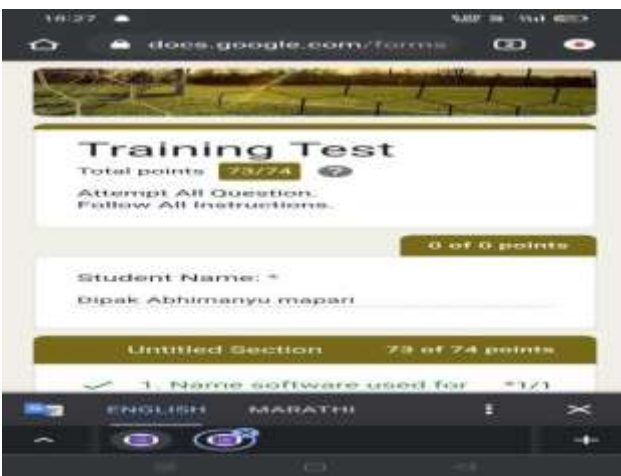 18:27
docs.google.com/forms
Training Test
Total points 73/74
Attempt All Question.
Follow All Instructions.
0 of 0 points
Student Name: *
Dipak Abhimanyu mapari
Untitled Section 73 of 74 points
1. Name software used for *1/1
ENGLISH MARATHI